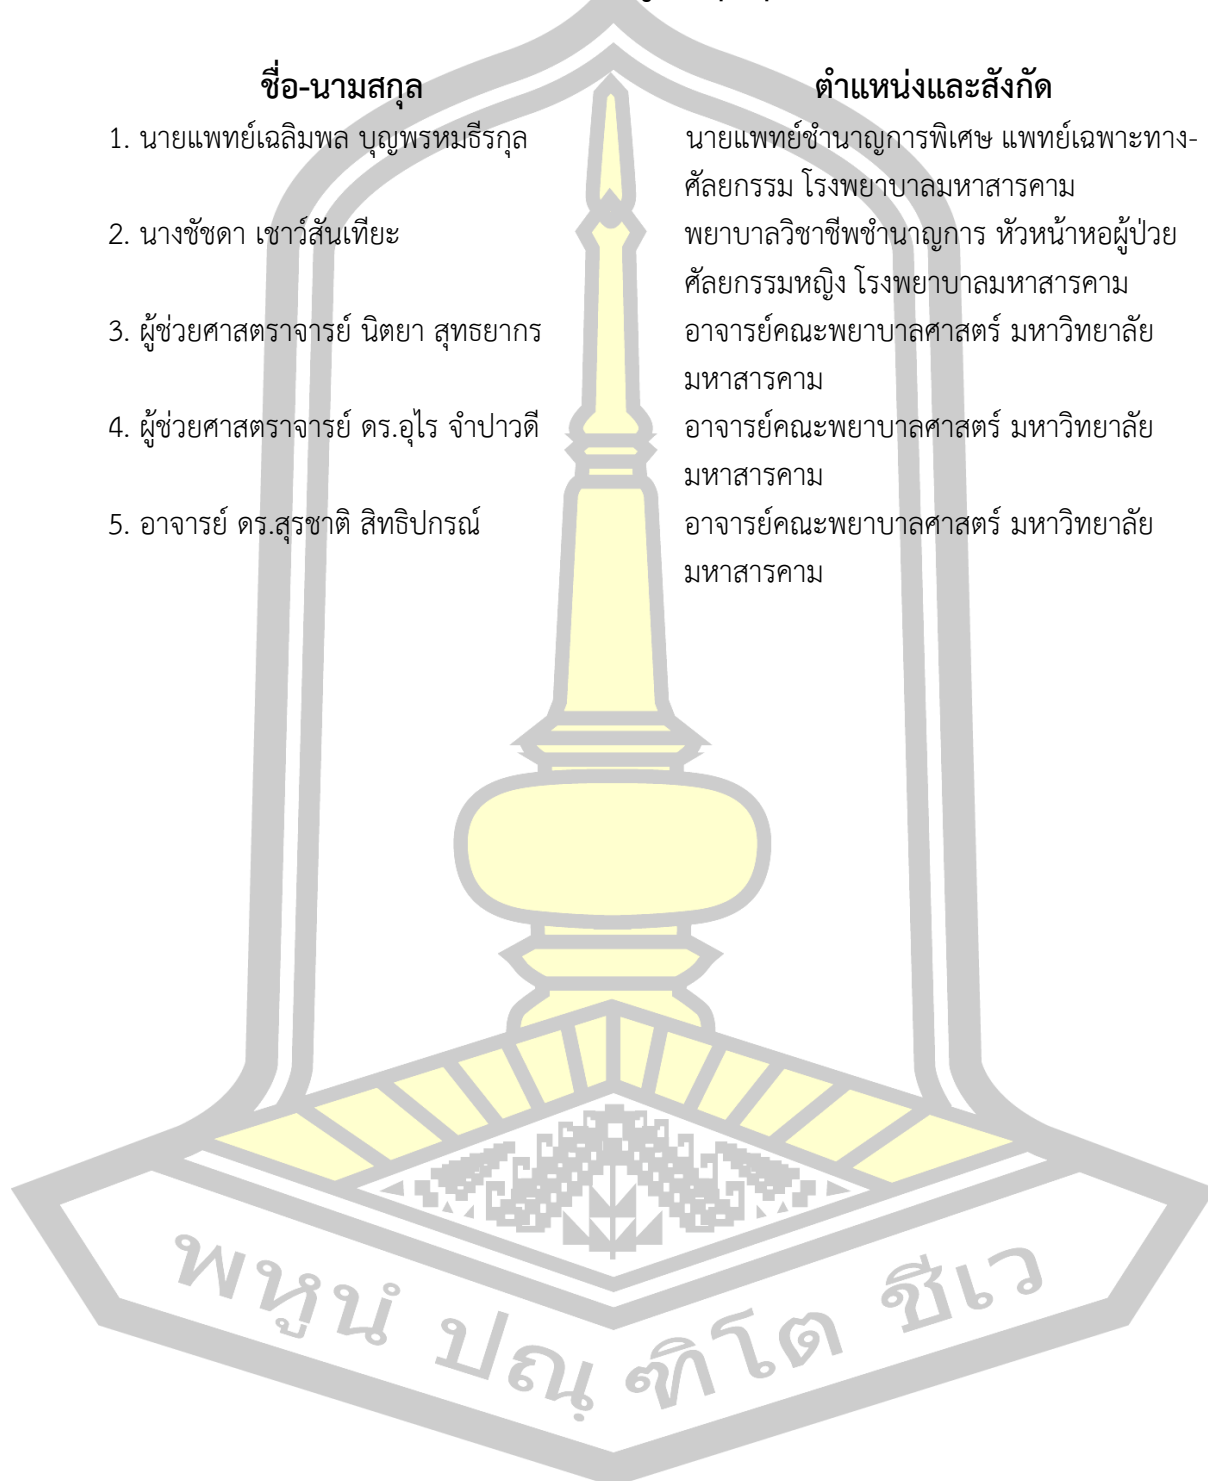 ชื่อ-นามสกุล ตำแหน่งและสังกัด
1. นายแพทย์เฉลิมพล บุญพรหมธีรกุล นายแพทย์ชำนาญการพิเศษ แพทย์เฉพาะทาง-
ศัลยกรรม โรงพยาบาลมหาสารคาม
2. นางชัชดา เชาว์สันเทียะ พยาบาลวิชาชีพชำนาญการ หัวหน้าหอผู้ป่วย
ศัลยกรรมหญิง โรงพยาบาลมหาสารคาม
3. ผู้ช่วยศาสตราจารย์ นิตยา สุทธยากร อาจารย์คณะพยาบาลศาสตร์ มหาวิทยาลัย
มหาสารคาม
4. ผู้ช่วยศาสตราจารย์ ดร.อุไร จำปาวดี อาจารย์คณะพยาบาลศาสตร์ มหาวิทยาลัย
มหาสารคาม
5. อาจารย์ ดร.สุรชาติ สิทธิปกรณ์ อาจารย์คณะพยาบาลศาสตร์ มหาวิทยาลัย
มหาสารคาม
พหูนํ ปณฺฑิโต ชีเว